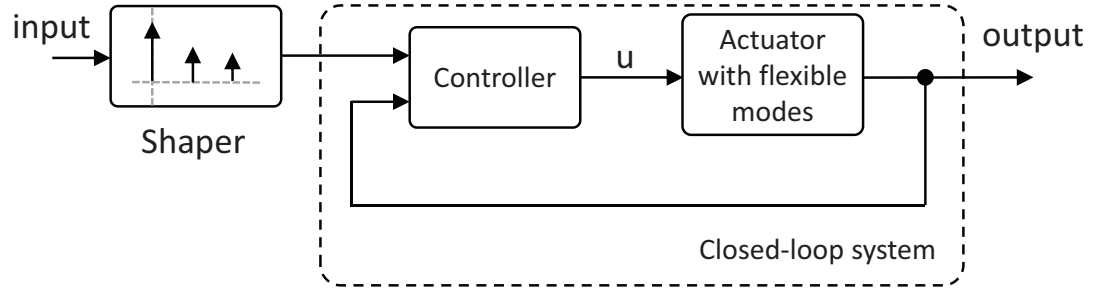 input
Shaper
Controller
u
Actuator
with flexible
modes
output
Closed-loop system